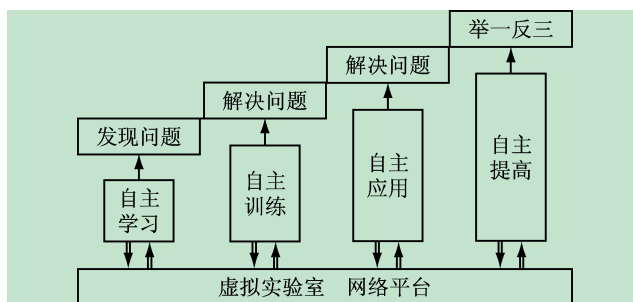 举一反三
解决问题
解决问题
发现问题
自主
提高
自主
应用
自主
训练
自主
学习
虚拟实验室 网络平台